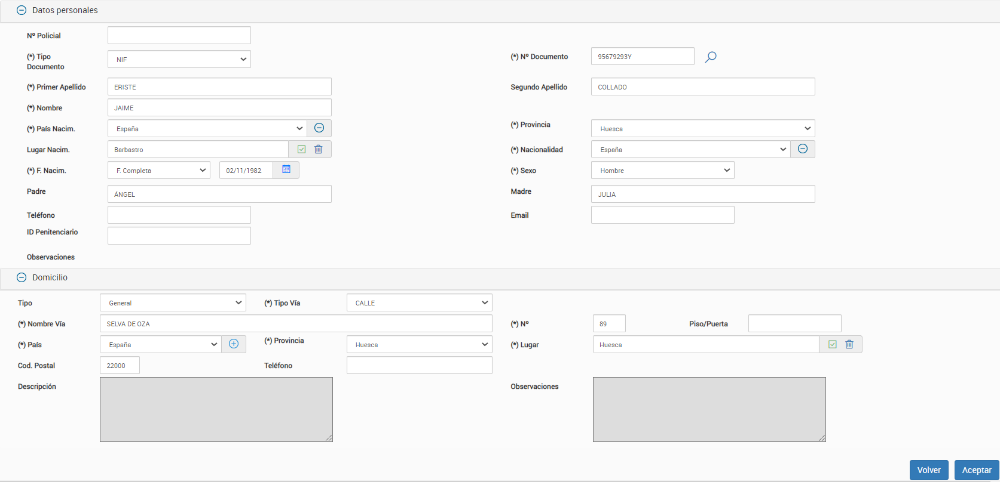 Datos personales
Nº Policial
(*) Tipo Documento NIF (*) Nº Documento 95679293Y
(*) Primer Apellido ERISTE Segundo Apellido COLLADO
(*) Nombre JAIME
(*) País Nacim. España (*) Provincia Huesca
Lugar Nacim. Barbastro (*) Nacionalidad España
(*) F. Nacim. F. Completa 02/11/1982 (*) Sexo Hombre
Padre ÁNGEL Madre JULIA
Teléfono Email
ID Penitenciario
Observaciones
Domicilio
Tipo General (*) Tipo Vía CALLE
(*) Nombre Vía SELVA DE OZA (*) Nº 89 Piso/Puerta
(*) País España (*) Provincia Huesca (*) Lugar Huesca
Cod. Postal 22000 Teléfono
Descripción Observaciones
Volver Aceptar